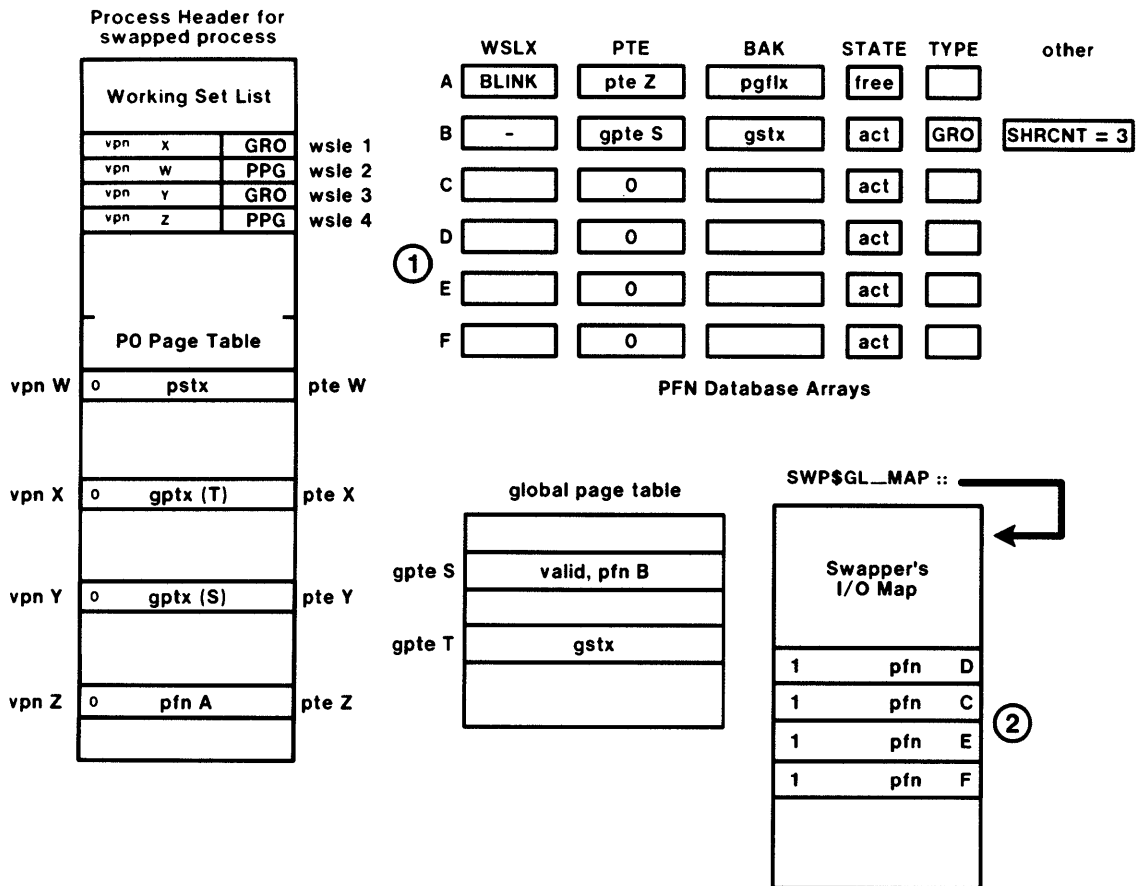 Process Header for
swapped process
Working Set List
vpn X GRO wsle 1
vpn W PPG wsle 2
vpn Y GRO wsle 3
vpn Z PPG wsle 4
P0 Page Table
vpn W 0 pstx pte W
vpn X 0 gptx (T) pte X
vpn Y 0 gptx (S) pte Y
vpn Z 0 pfn A pte Z
WSLX PTE BAK STATE TYPE other
A BLINK pte Z pgflx free
B - gpte S gstx act GRO SHRCNT = 3
C 0 act
D 0 act
1
E 0 act
F 0 act
PFN Database Arrays
global page table
gpte S valid, pfn B
gpte T gstx
SWP$GL_MAP ::
Swapper's
I/O Map
1 pfn D
1 pfn C
2
1 pfn E
1 pfn F